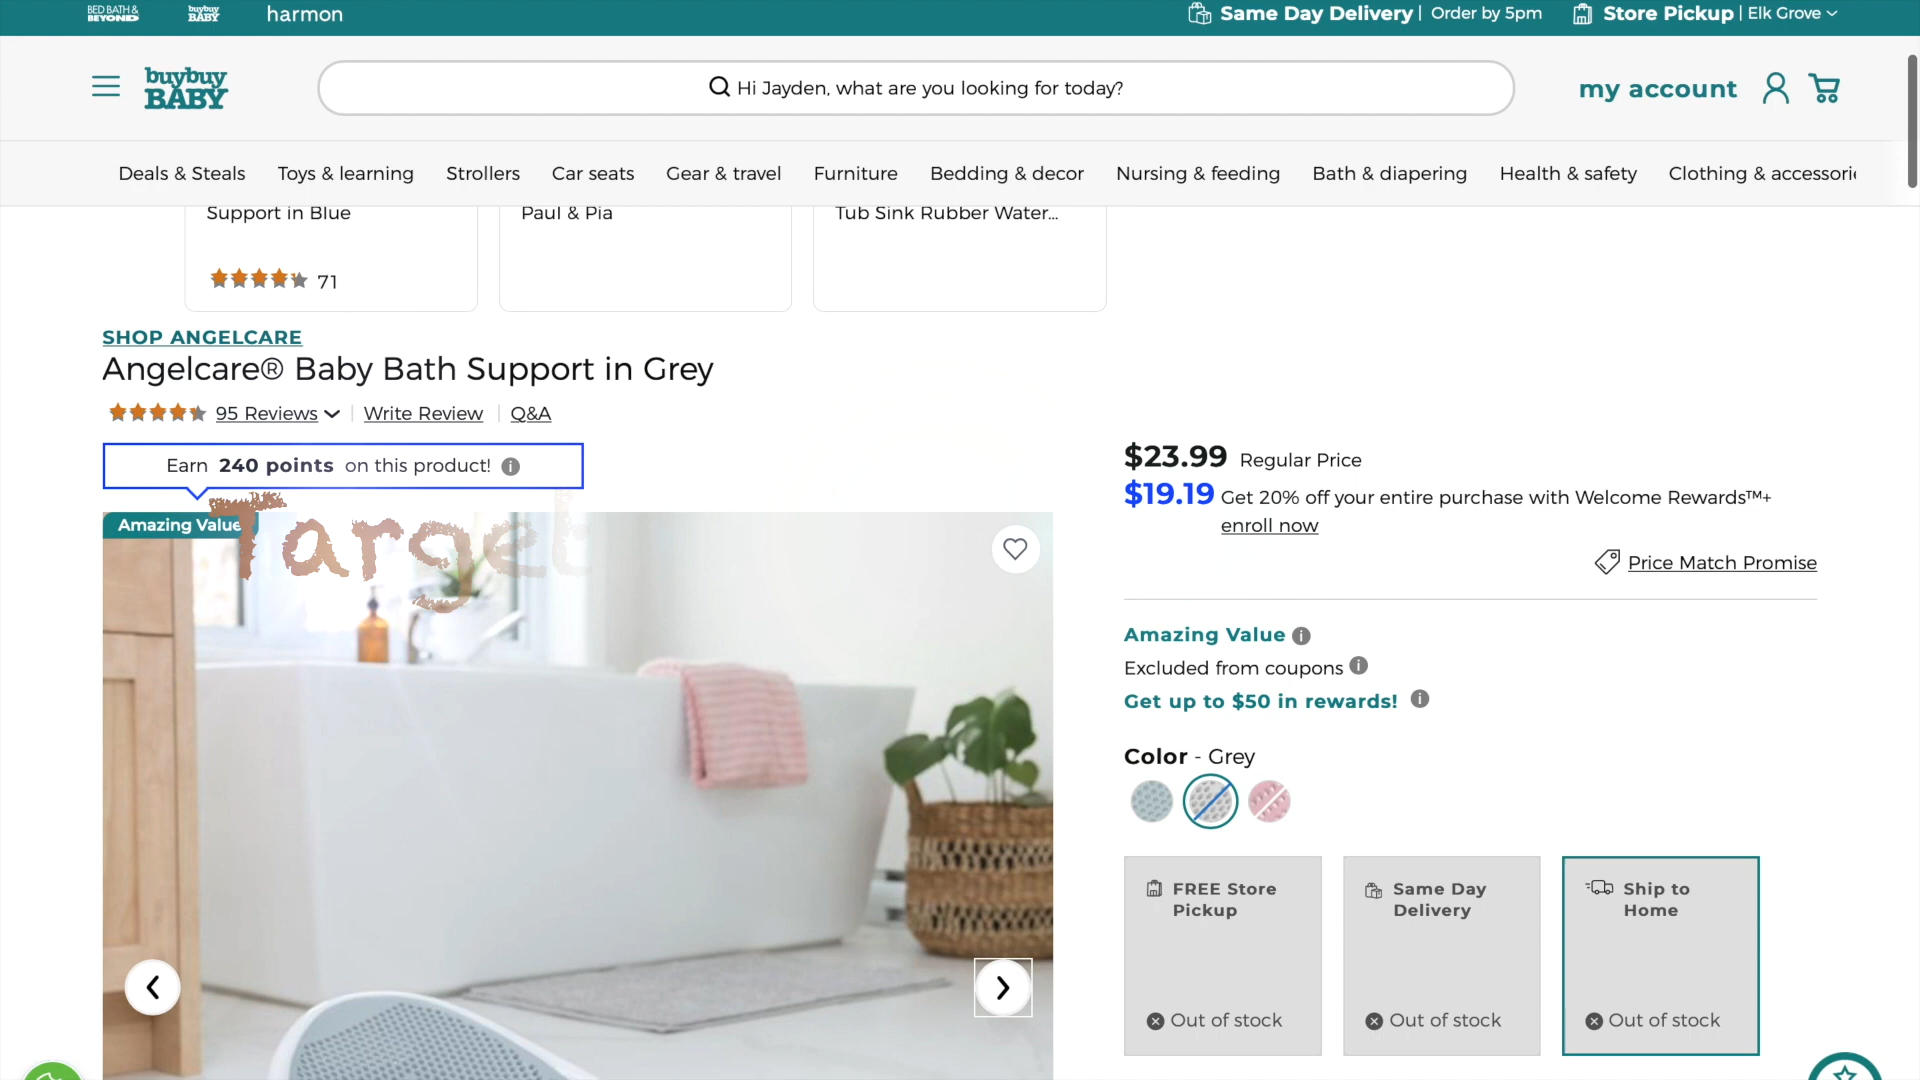 BED BATH & BEYOND
buybuy BABY
harmon
Same Day Delivery | Order by 5pm
Store Pickup | Elk Grove
buybuy BABY
Hi Jayden, what are you looking for today?
my account
Deals & Steals Toys & learning Strollers Car seats Gear & travel Furniture Bedding & decor Nursing & feeding Bath & diapering Health & safety Clothing & accessorie
Support in Blue
Paul & Pia
Tub Sink Rubber Water...
71
SHOP ANGELCARE
Angelcare® Baby Bath Support in Grey
95 Reviews | Write Review | Q&A
Earn 240 points on this product!
Amazing Value
Target
$23.99 Regular Price
$19.19 Get 20% off your entire purchase with Welcome Rewards™+
enroll now
Price Match Promise
Amazing Value
Excluded from coupons
Get up to $50 in rewards!
Color - Grey
FREE Store
Pickup
Out of stock
Same Day
Delivery
Out of stock
Ship to
Home
Out of stock